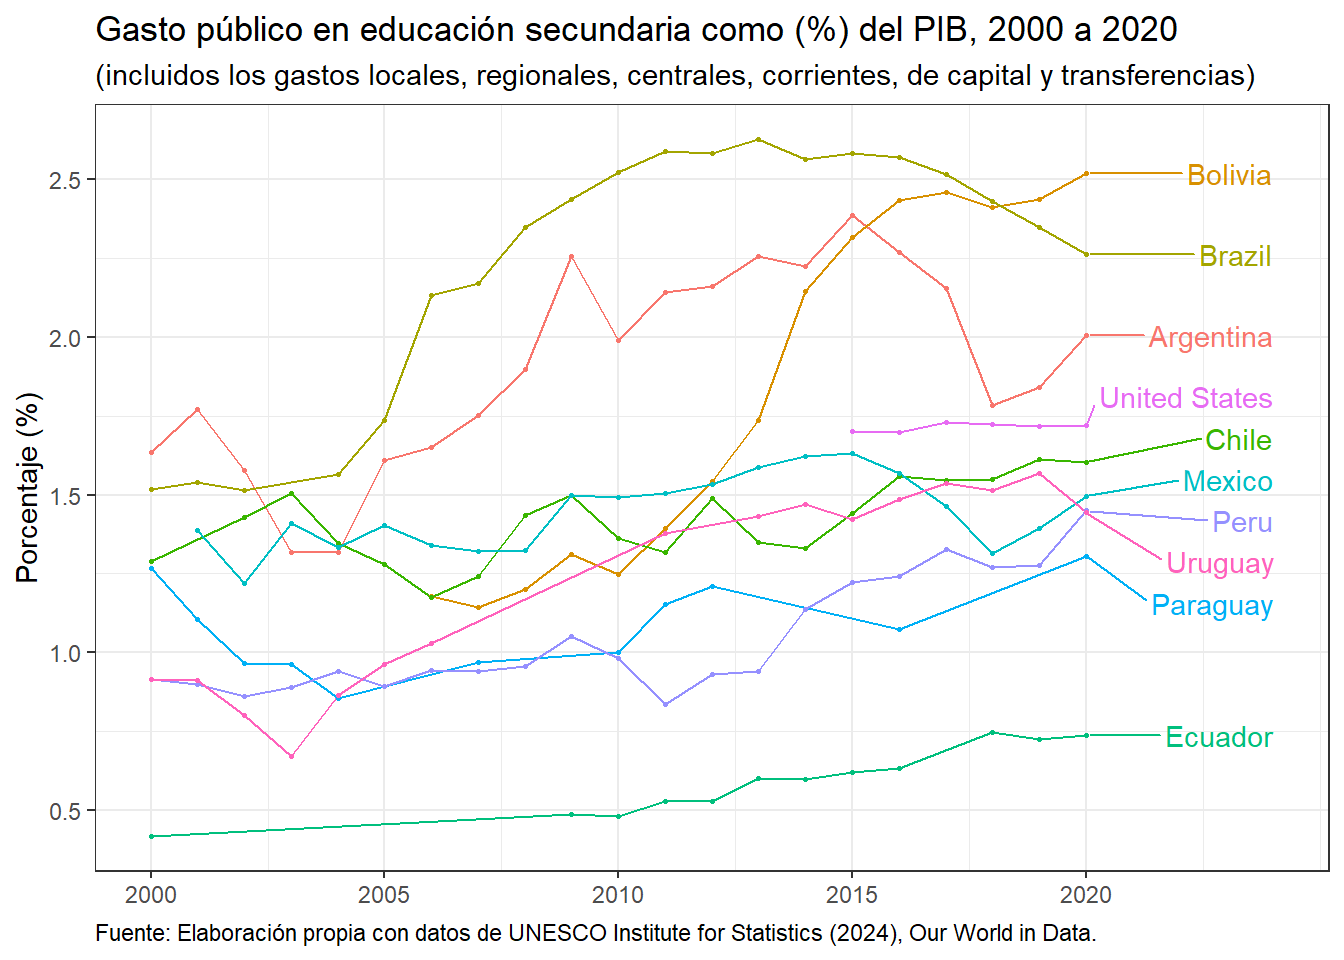 Gasto público en educación secundaria como (%) del PIB, 2000 a 2020
(incluidos los gastos locales, regionales, centrales, corrientes, de capital y transferencias)
Porcentaje (%)
2.5
2.0
1.5
1.0
0.5
Bolivia
Brazil
Argentina
United States
Chile
Mexico
Peru
Uruguay
Paraguay
Ecuador
2000 2005 2010 2015 2020
Fuente: Elaboración propia con datos de UNESCO Institute for Statistics (2024), Our World in Data.